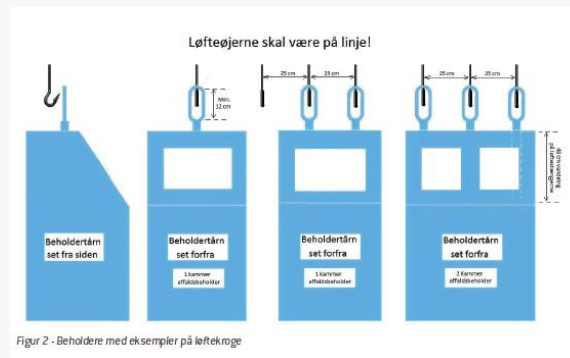 Løfteøjerne skal være på linje!
25 cm
25 cm
25 cm
25 cm
Min.
12 cm
på løftestængerne
Beholdertårn
set fra siden
Beholdertårn
set forfra
1 kammer
affaldsbeholder
Beholdertårn
set forfra
1 kammer
affaldsbeholder
Beholdertårn
set forfra
2 kammer
affaldsbeholder
Figur 2 - Beholdere med eksempler på løftekroge